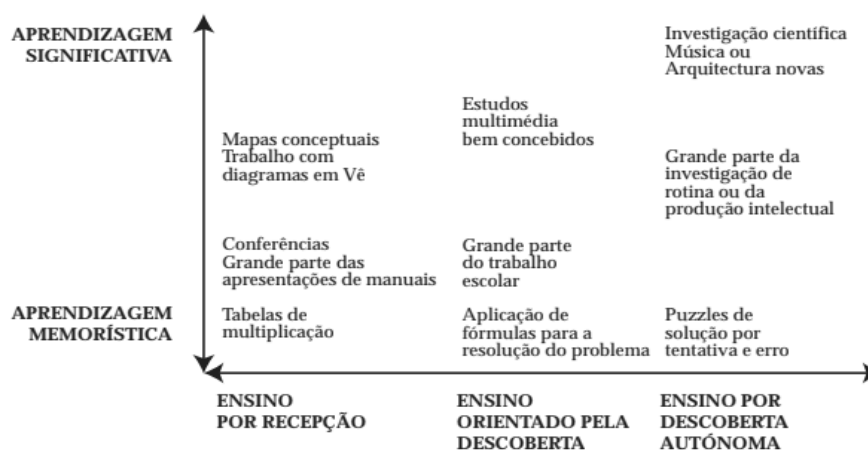 APRENDIZAGEM
SIGNIFICATIVA
Investigação científica
Música ou
Arquitectura novas
Estudos
multimédia
bem concebidos
Mapas conceptuais
Trabalho com
diagramas em Vê
Grande parte da
investigação de
rotina ou da
produção intelectual
Conferências
Grande parte das
apresentações de manuais
Grande parte
do trabalho
escolar
APRENDIZAGEM
MEMORÍSTICA
Tabelas de
multiplicação
Aplicação de
fórmulas para a
resolução do problema
Puzzles de
solução por
tentativa e erro
ENSINO
POR RECEPÇÃO
ENSINO
ORIENTADO PELA
DESCOBERTA
ENSINO POR
DESCOBERTA
AUTÓNOMA